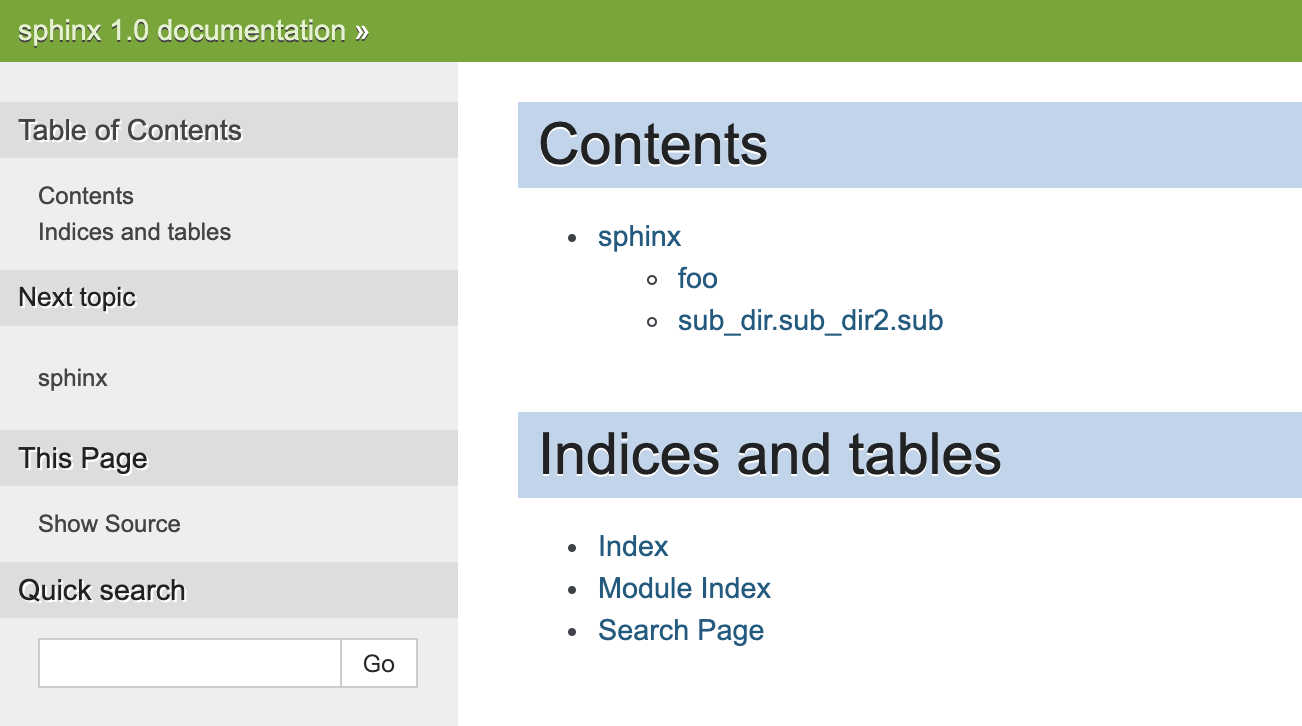 sphinx 1.0 documentation »
Table of Contents
Contents
Indices and tables
Next topic
sphinx
This Page
Show Source
Quick search
Go
Contents
sphinx
foo
sub_dir.sub_dir2.sub
Indices and tables
Index
Module Index
Search Page